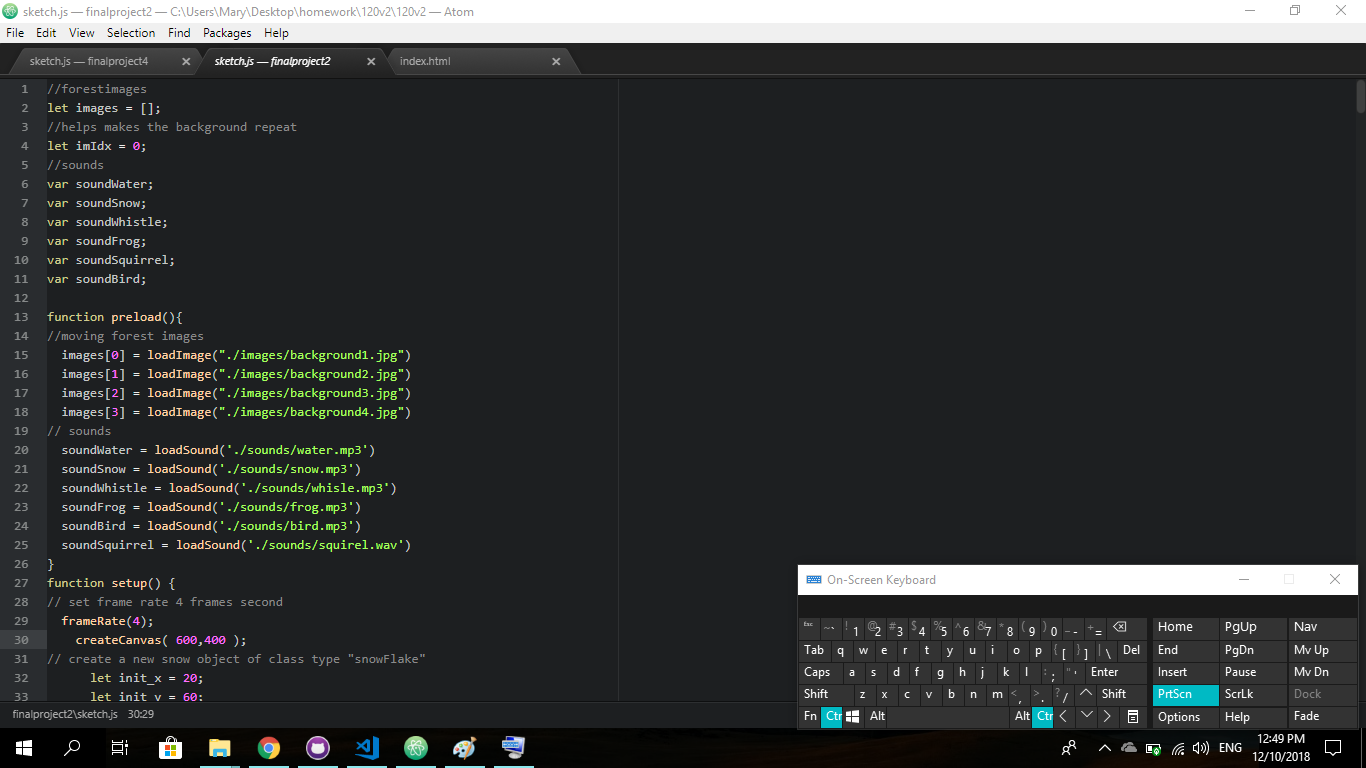 sketch.js — finalproject2 — C:\Users\Mary\Desktop\homework\120v2\120v2 — Atom
File Edit View Selection Find Packages Help
sketch.js — finalproject4 sketch.js — finalproject2 index.html
1 //forestimages
2 let images = [];
3 //helps makes the background repeat
4 let imIdx = 0;
5 //sounds
6 var soundWater;
7 var soundSnow;
8 var soundWhistle;
9 var soundFrog;
10 var soundSquirrel;
11 var soundBird;
12
13 function preload(){
14 //moving forest images
15 images[0] = loadImage("./images/background1.jpg")
16 images[1] = loadImage("./images/background2.jpg")
17 images[2] = loadImage("./images/background3.jpg")
18 images[3] = loadImage("./images/background4.jpg")
19 // sounds
20 soundWater = loadSound('./sounds/water.mp3')
21 soundSnow = loadSound('./sounds/snow.mp3')
22 soundWhistle = loadSound('./sounds/whisle.mp3')
23 soundFrog = loadSound('./sounds/frog.mp3')
24 soundBird = loadSound('./sounds/bird.mp3')
25 soundSquirrel = loadSound('./sounds/squirel.wav')
26 }
27 function setup() {
28 // set frame rate 4 frames second
29 frameRate(4);
30 createCanvas( 600,400 );
31 // create a new snow object of class type "snowFlake"
32 let init_x = 20;
33 let init_y = 60;
finalproject2\sketch.js 30:29
On-Screen Keyboard
esc ~ ` ! 1 @ 2 # 3 $ 4 % 5 ^ 6 & 7 * 8 ( 9 ) 0 _ - + = Home PgUp Nav
Tab q w e r t y u i o p { [ } ] | \ Del End PgDn Mv Up
Caps a s d f g h j k l : ; " ' Enter Insert Pause Mv Dn
Shift z x c v b n m < , > . ? / Shift PrtScn ScrLk Dock
Fn Ctr Alt Alt Ctr Options Help Fade
ENG 12:49 PM
12/10/2018